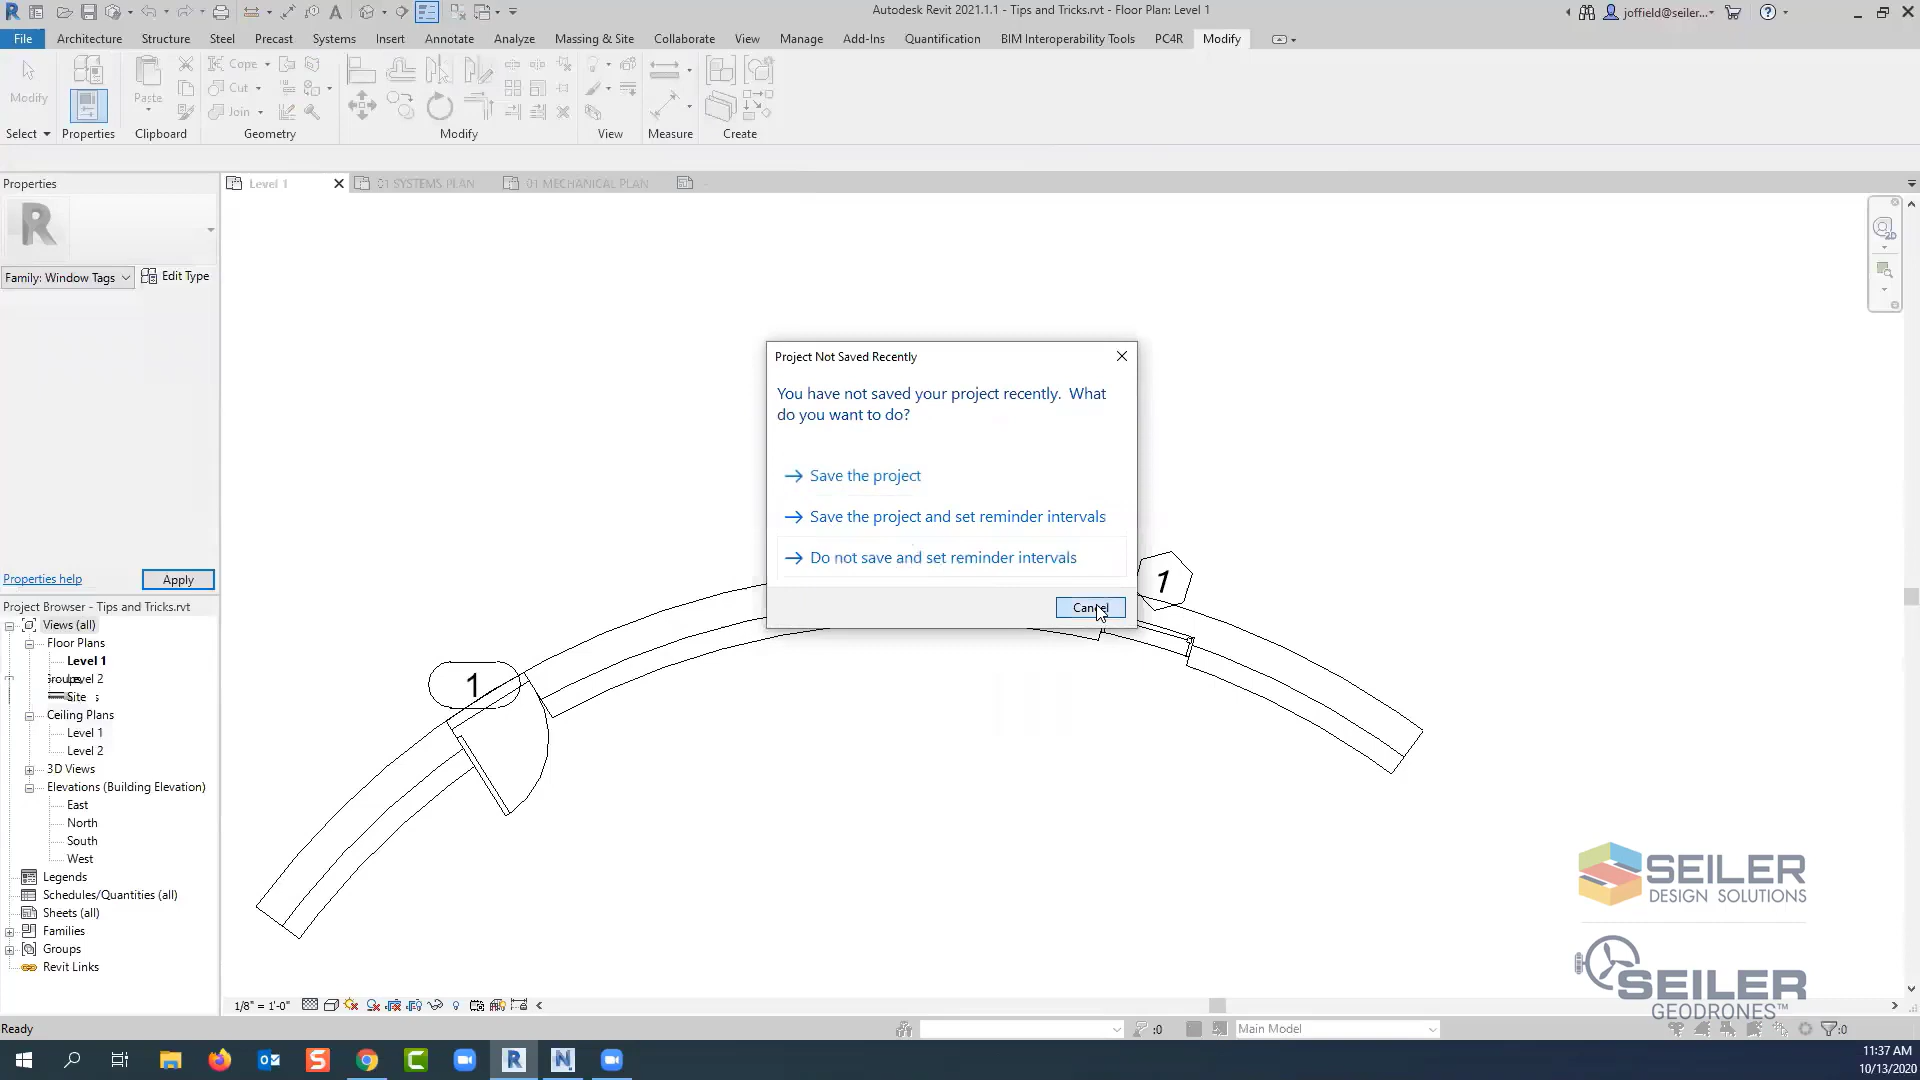 Autodesk Revit 2021.1.1 - Tips and Tricks.rvt - Floor Plan: Level 1
joffield@seiler...
File Architecture Structure Steel Precast Systems Insert Annotate Analyze Massing & Site Collaborate View Manage Add-Ins Quantification BIM Interoperability Tools PC4R Modify
Cope
Modify
Paste
Cut
Join
Select Properties Clipboard Geometry Modify View Measure Create
Properties
Level 1
01 SYSTEMS PLAN
01 MECHANICAL PLAN
R
Family: Window Tags
Edit Type
2D
Project Not Saved Recently
You have not saved your project recently. What
do you want to do?
Save the project
Save the project and set reminder intervals
Do not save and set reminder intervals
Cancel
1
1
Properties help
Apply
Project Browser - Tips and Tricks.rvt
Views (all)
Floor Plans
Level 1
Level 2
Site
Ceiling Plans
Level 1
Level 2
3D Views
Elevations (Building Elevation)
East
North
South
West
Legends
Schedules/Quantities (all)
Sheets (all)
Families
Groups
Revit Links
SEILER
DESIGN SOLUTIONS
SEILER
GEODRONES™
1/8" = 1'-0"
Ready
:0
Main Model
:0
11:37 AM
10/13/2020